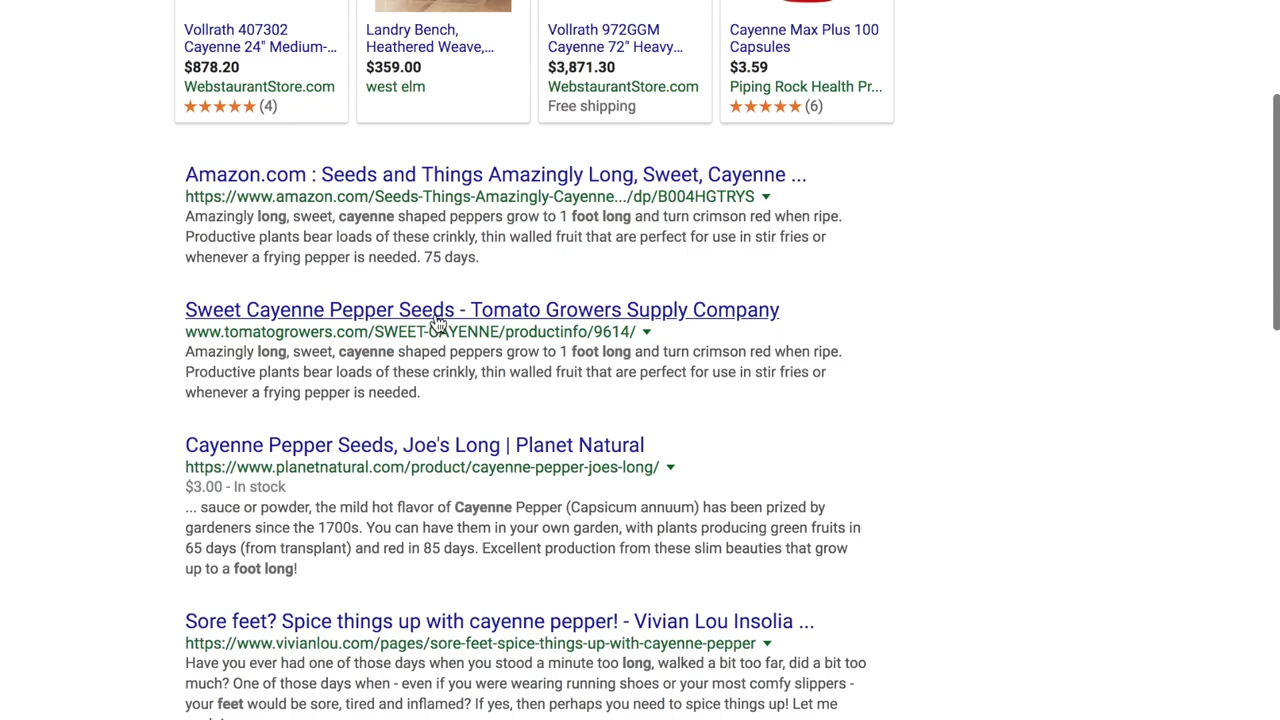 Vollrath 407302
Cayenne 24" Medium-...
$878.20
WebstaurantStore.com
★★★★★ (4)
Landry Bench,
Heathered Weave,...
$359.00
west elm
Vollrath 972GGM
Cayenne 72" Heavy...
$3,871.30
WebstaurantStore.com
Free shipping
Cayenne Max Plus 100
Capsules
$3.59
Piping Rock Health Pr...
★★★★★ (6)
Amazon.com : Seeds and Things Amazingly Long, Sweet, Cayenne ...
https://www.amazon.com/Seeds-Things-Amazingly-Cayenne.../dp/B004HGTRYS
Amazingly long, sweet, cayenne shaped peppers grow to 1 foot long and turn crimson red when ripe.
Productive plants bear loads of these crinkly, thin walled fruit that are perfect for use in stir fries or
whenever a frying pepper is needed. 75 days.
Sweet Cayenne Pepper Seeds - Tomato Growers Supply Company
www.tomatogrowers.com/SWEET-CAYENNE/productinfo/9614/
Amazingly long, sweet, cayenne shaped peppers grow to 1 foot long and turn crimson red when ripe.
Productive plants bear loads of these crinkly, thin walled fruit that are perfect for use in stir fries or
whenever a frying pepper is needed.
Cayenne Pepper Seeds, Joe's Long | Planet Natural
https://www.planetnatural.com/product/cayenne-pepper-joes-long/
$3.00 - In stock
... sauce or powder, the mild hot flavor of Cayenne Pepper (Capsicum annuum) has been prized by
gardeners since the 1700s. You can have them in your own garden, with plants producing green fruits in
65 days (from transplant) and red in 85 days. Excellent production from these slim beauties that grow
up to a foot long!
Sore feet? Spice things up with cayenne pepper! - Vivian Lou Insolia ...
https://www.vivianlou.com/pages/sore-feet-spice-things-up-with-cayenne-pepper
Have you ever had one of those days when you stood a minute too long, walked a bit too far, did a bit too
much? One of those days when - even if you were wearing running shoes or your most comfy slippers -
your feet would be sore, tired and inflamed? If yes, then perhaps you need to spice things up! Let me